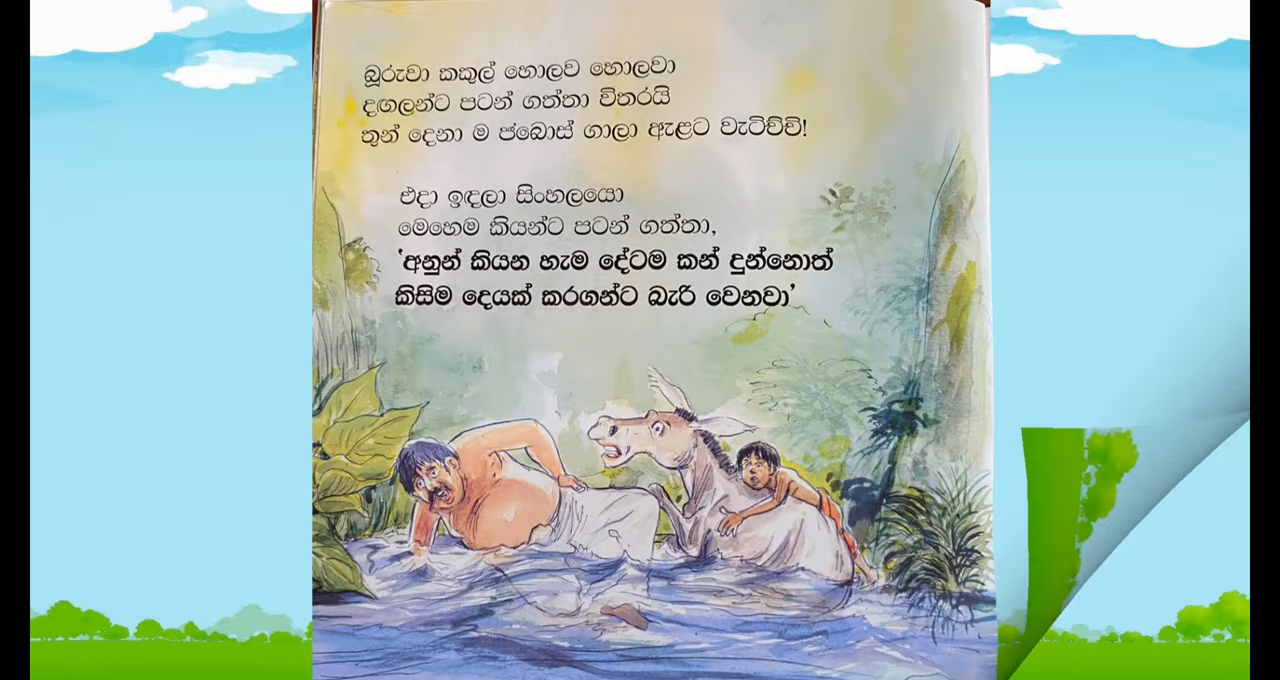 බූරුවා කකුල් හොලව හොලවා
දඟලන්ට පටන් ගත්තා විතරයි
තුන් දෙනා ම ජබොස් ගාලා ඇළට වැටිච්චි!
එදා ඉඳලා සිංහලයො
මෙහෙම කියන්ට පටන් ගත්තා,
‘අනුන් කියන හැම දේටම කන් දුන්නොත්
කිසිම දෙයක් කරගන්ට බැරි වෙනවා’